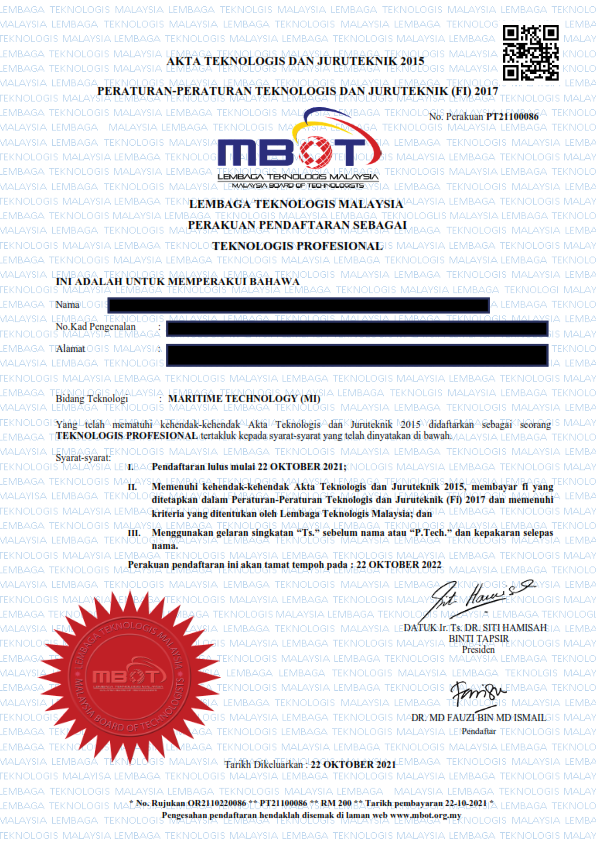 AKTA TEKNOLOGIS DAN JURUTEKNIK 2015
PERATURAN-PERATURAN TEKNOLOGIS DAN JURUTEKNIK (FI) 2017
No. Perakuan PT21100086
MBOT
LEMBAGA TEKNOLOGIS MALAYSIA
MALAYSIA BOARD OF TECHNOLOGISTS
LEMBAGA TEKNOLOGIS MALAYSIA
PERAKUAN PENDAFTARAN SEBAGAI
TEKNOLOGIS PROFESIONAL
INI ADALAH UNTUK MEMPERAKUI BAHAWA
Nama
No.Kad Pengenalan :
Alamat :
Bidang Teknologi : MARITIME TECHNOLOGY (MI)
Yang telah mematuhi kehendak-kehendak Akta Teknologis dan Juruteknik 2015 didaftarkan sebagai seorang
TEKNOLOGIS PROFESIONAL tertakluk kepada syarat-syarat yang telah dinyatakan di bawah.
Syarat-syarat:
I. Pendaftaran lulus mulai 22 OKTOBER 2021;
II. Memenuhi kehendak-kehendak Akta Teknologis dan Juruteknik 2015, membayar fi yang
ditetapkan dalam Peraturan-Peraturan Teknologis dan Juruteknik (Fi) 2017 dan memenuhi
kriteria yang ditentukan oleh Lembaga Teknologis Malaysia; dan
III. Menggunakan gelaran singkatan “Ts.” sebelum nama atau “P.Tech.” dan kepakaran selepas
nama.
Perakuan pendaftaran ini akan tamat tempoh pada : 22 OKTOBER 2022
DATUK Ir. Ts. DR. SITI HAMISAH
BINTI TAPSIR
Presiden
LEMBAGA TEKNOLOGIS MALAYSIA
MBOT
MALAYSIA BOARD OF TECHNOLOGISTS
DR. MD FAUZI BIN MD ISMAIL
Pendaftar
Tarikh Dikeluarkan : 22 OKTOBER 2021
* No. Rujukan OR2110220086 ** PT21100086 ** RM 200 ** Tarikh pembayaran 22-10-2021 *
Pengesahan pendaftaran hendaklah disemak di laman web www.mbot.org.my